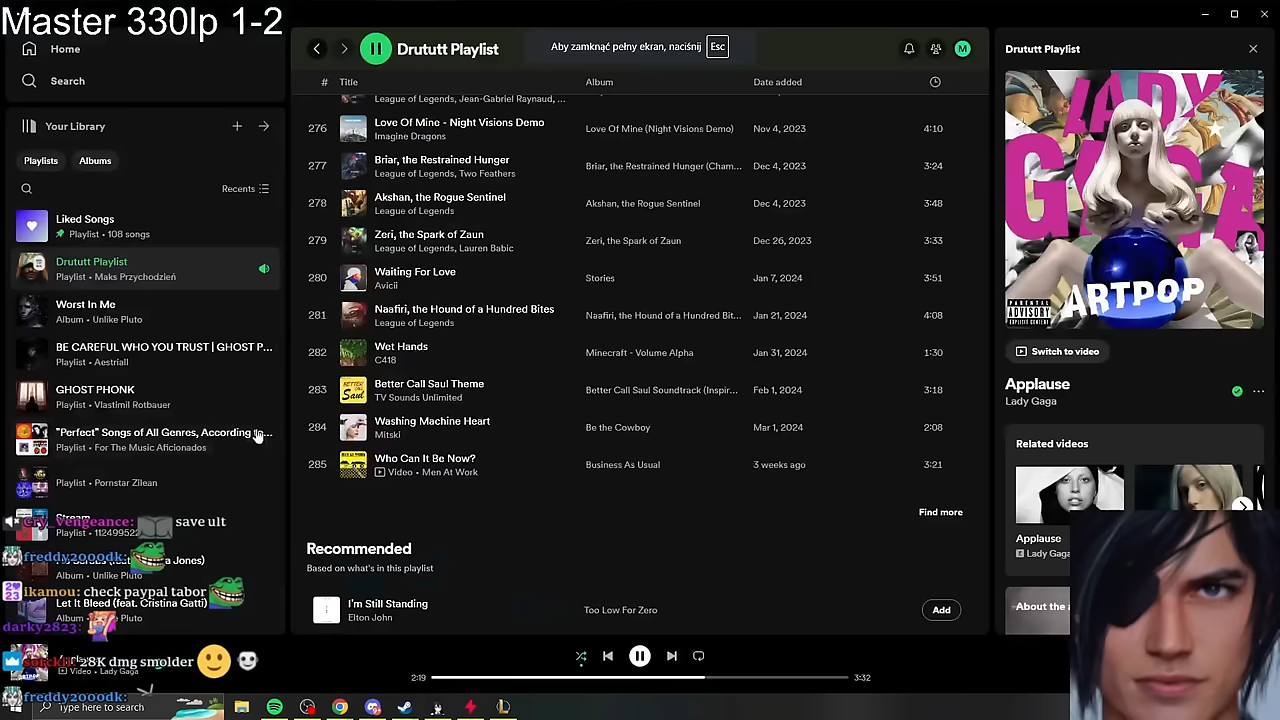 Master 330lp 1-2
Home
Search
Your Library
Playlists
Albums
Recents
Liked Songs
Playlist • 108 songs
Drututt Playlist
Playlist • Maks Przychodzień
Worst In Me
Album • Unlike Pluto
BE CAREFUL WHO YOU TRUST | GHOST P...
Playlist • Aestriall
GHOST PHONK
Playlist • Vlastimil Rotbauer
"Perfect" Songs of All Genres, According
Playlist • For The Music Aficionados
Playlist • Pornstar Zilean
Cry_Vengeance: save ult
freddy2000dk:
Album • Unlike Pluto
ikamou: check paypal tabor
Let It Bleed (feat. Cristina Gatti)
darky2823:
sorckit: 28K dmg smolder
Video • Lady Gaga
freddy2000dk:
Type here to search
Drututt Playlist
Aby zamknąć pełny ekran, naciśnij Esc
M
# Title Album Date added
League of Legends, Jean-Gabriel Raynaud, ...
276 Love Of Mine - Night Visions Demo Love Of Mine (Night Visions Demo) Nov 4, 2023 4:10
Imagine Dragons
277 Briar, the Restrained Hunger Briar, the Restrained Hunger (Cham... Dec 4, 2023 3:24
League of Legends, Two Feathers
278 Akshan, the Rogue Sentinel Akshan, the Rogue Sentinel Dec 4, 2023 3:48
League of Legends
279 Zeri, the Spark of Zaun Zeri, the Spark of Zaun Dec 26, 2023 3:33
League of Legends, Lauren Babic
280 Waiting For Love Stories Jan 7, 2024 3:51
Avicii
281 Naafiri, the Hound of a Hundred Bites Naafiri, the Hound of a Hundred Bit... Jan 21, 2024 4:08
League of Legends
282 Wet Hands Minecraft - Volume Alpha Jan 31, 2024 1:30
C418
283 Better Call Saul Theme Better Call Saul Soundtrack (Inspir... Feb 1, 2024 3:18
TV Sounds Unlimited
284 Washing Machine Heart Be the Cowboy Mar 1, 2024 2:08
Mitski
285 Who Can It Be Now? Business As Usual 3 weeks ago 3:21
Video • Men At Work
Find more
Recommended
Based on what's in this playlist
I'm Still Standing Too Low For Zero Add
Elton John
2:19 3:32
Drututt Playlist
LADY
GAGA
ARTPOP
PARENTAL
ADVISORY
EXPLICIT CONTENT
Switch to video
Applause
Lady Gaga
Related videos
Applause
Lady Gaga
About the a